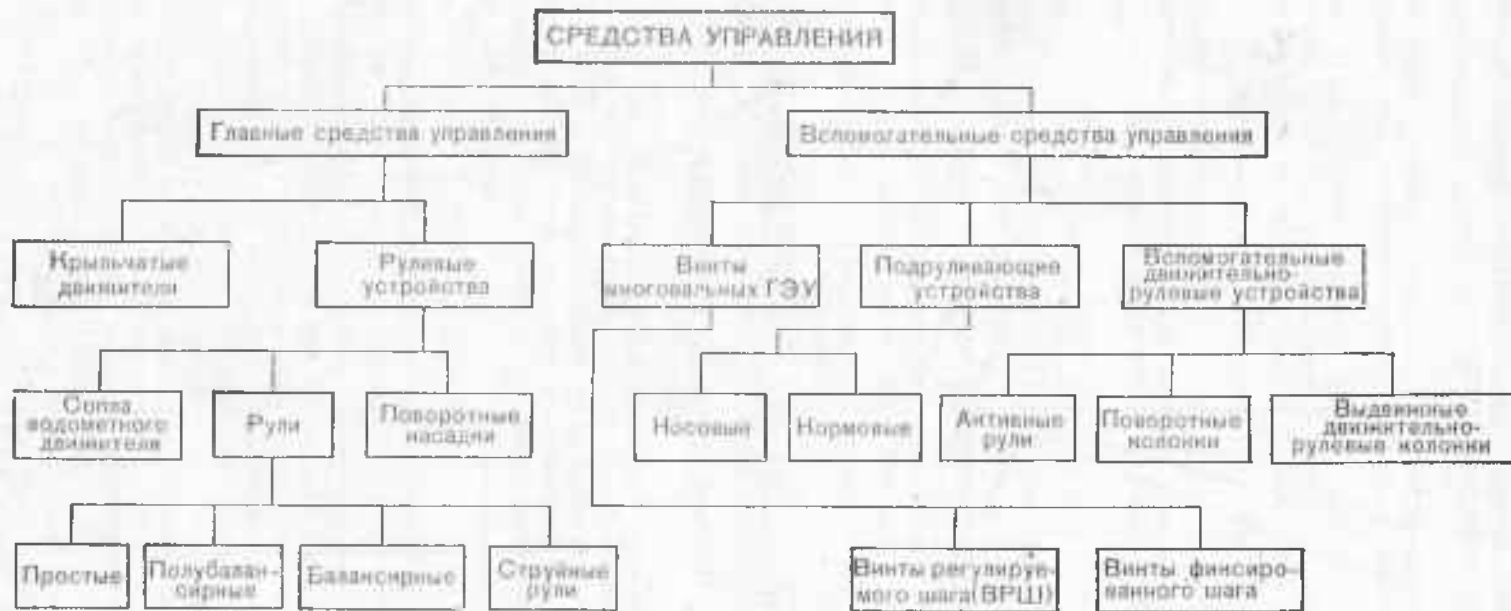 СРЕДСТВА УПРАВЛЕНИЯ
Главные средства управления
Вспомогательные средства управления
Крыльчатые
движители
Рулевые
устройства
Винты
многовальных ГЭУ
Подруливающие
устройства
Вспомогательные
движительно-
рулевые устройства
Сопла
водометного
движителя
Рули
Поворотные
насадки
Носовые
Кормовые
Активные
рули
Поворотные
колонки
Выдвижные
движительно-
рулевые колонки
Простые
Полубалан-
сирные
Балансирные
Струйные
рули
Винты регулируе-
мого шага(ВРШ)
Винты фиксиро-
ванного шага